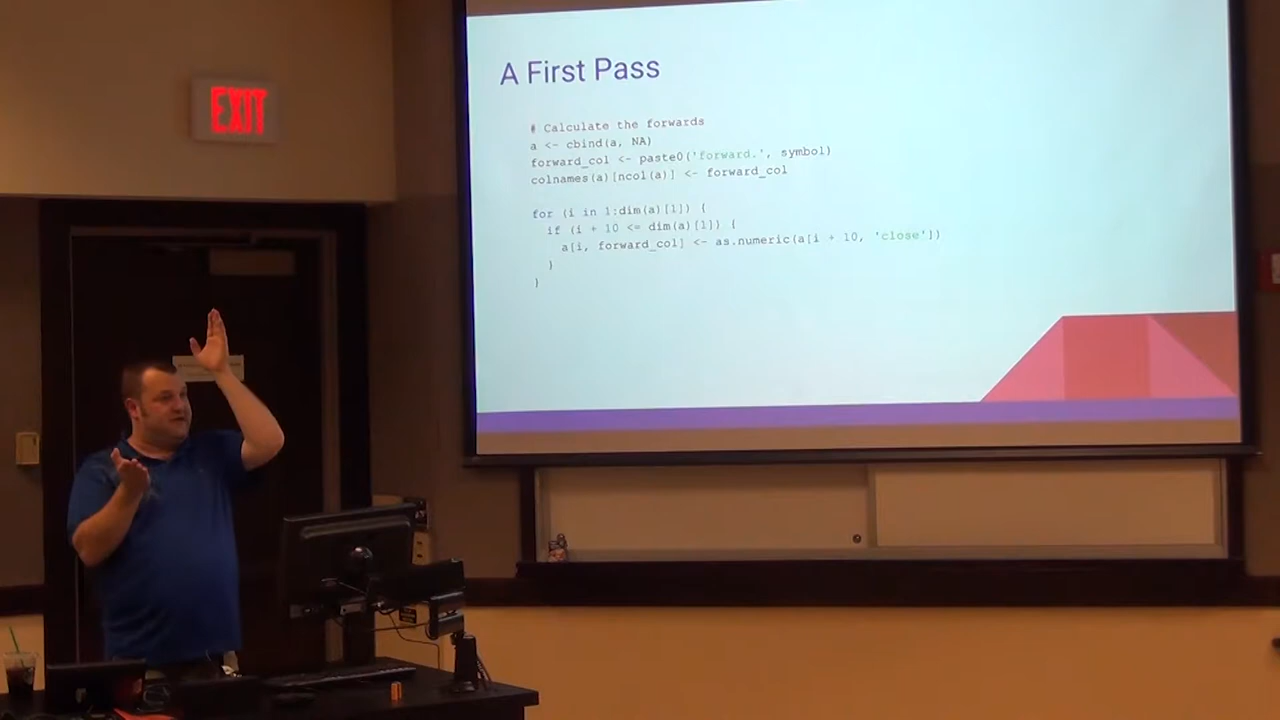 EXIT
A First Pass
# Calculate the forwards
a <- cbind(a, NA)
forward_col <- paste0('forward.', symbol)
colnames(a)[ncol(a)] <- forward_col
for (i in 1:dim(a)[1]) {
if (i + 10 <= dim(a)[1]) {
a[i, forward_col] <- as.numeric(a[i + 10, 'close'])
}
}